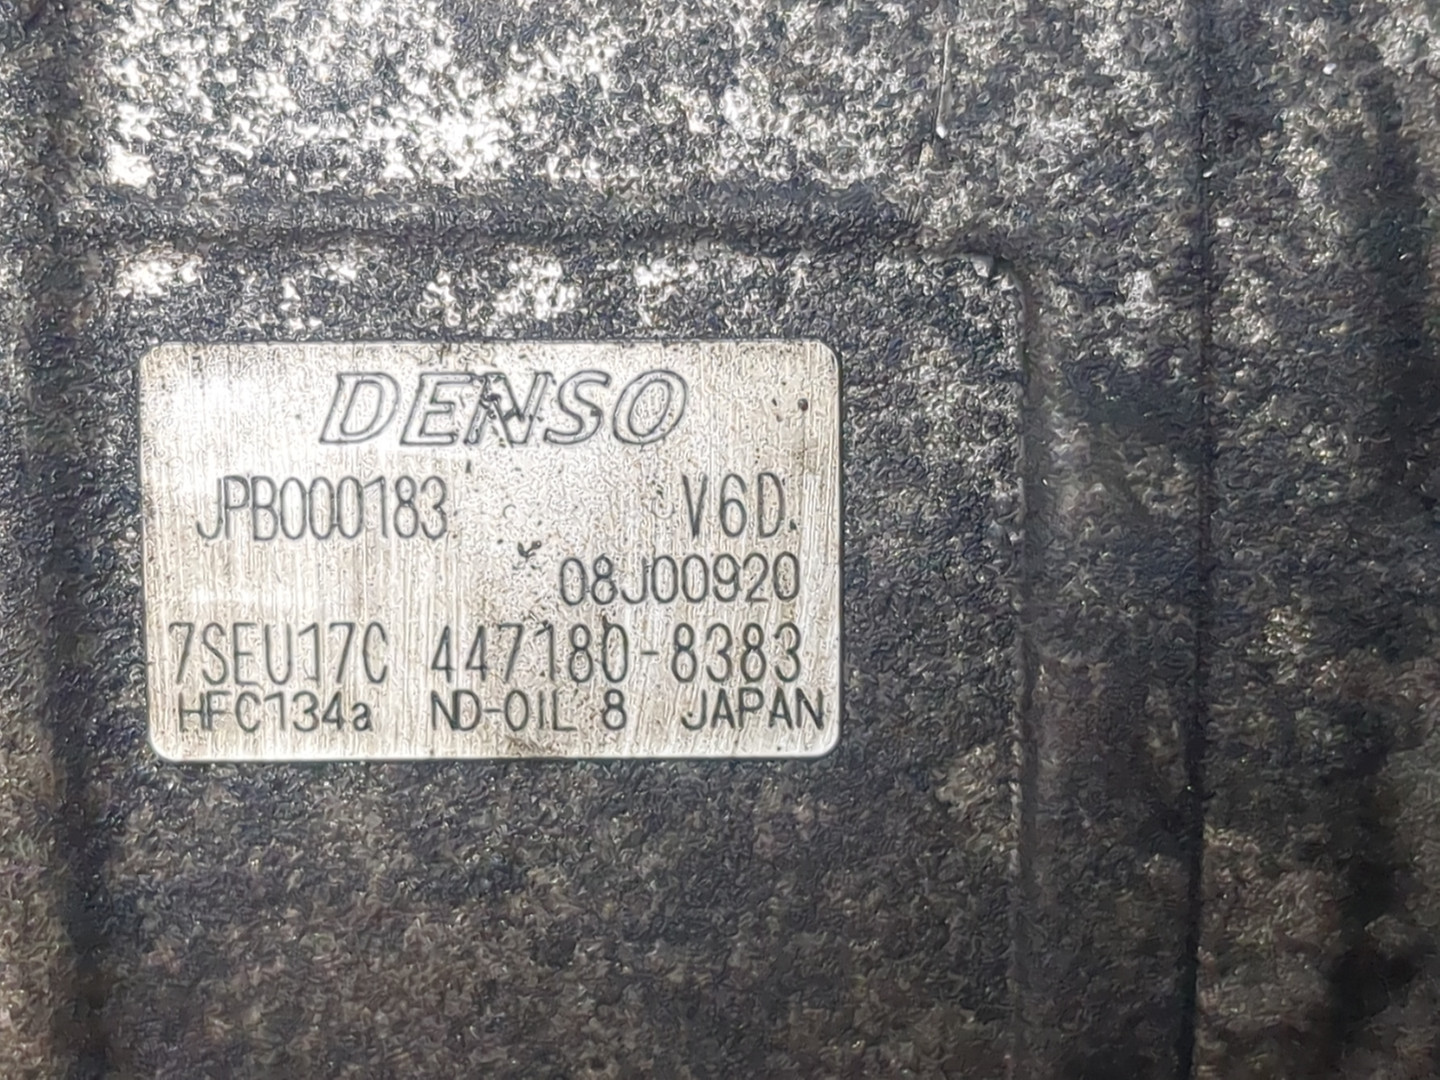 DENSO
JPB000183 V6D.
08J00920
7SEU17C 447180-8383
HFC134a ND-OIL 8 JAPAN